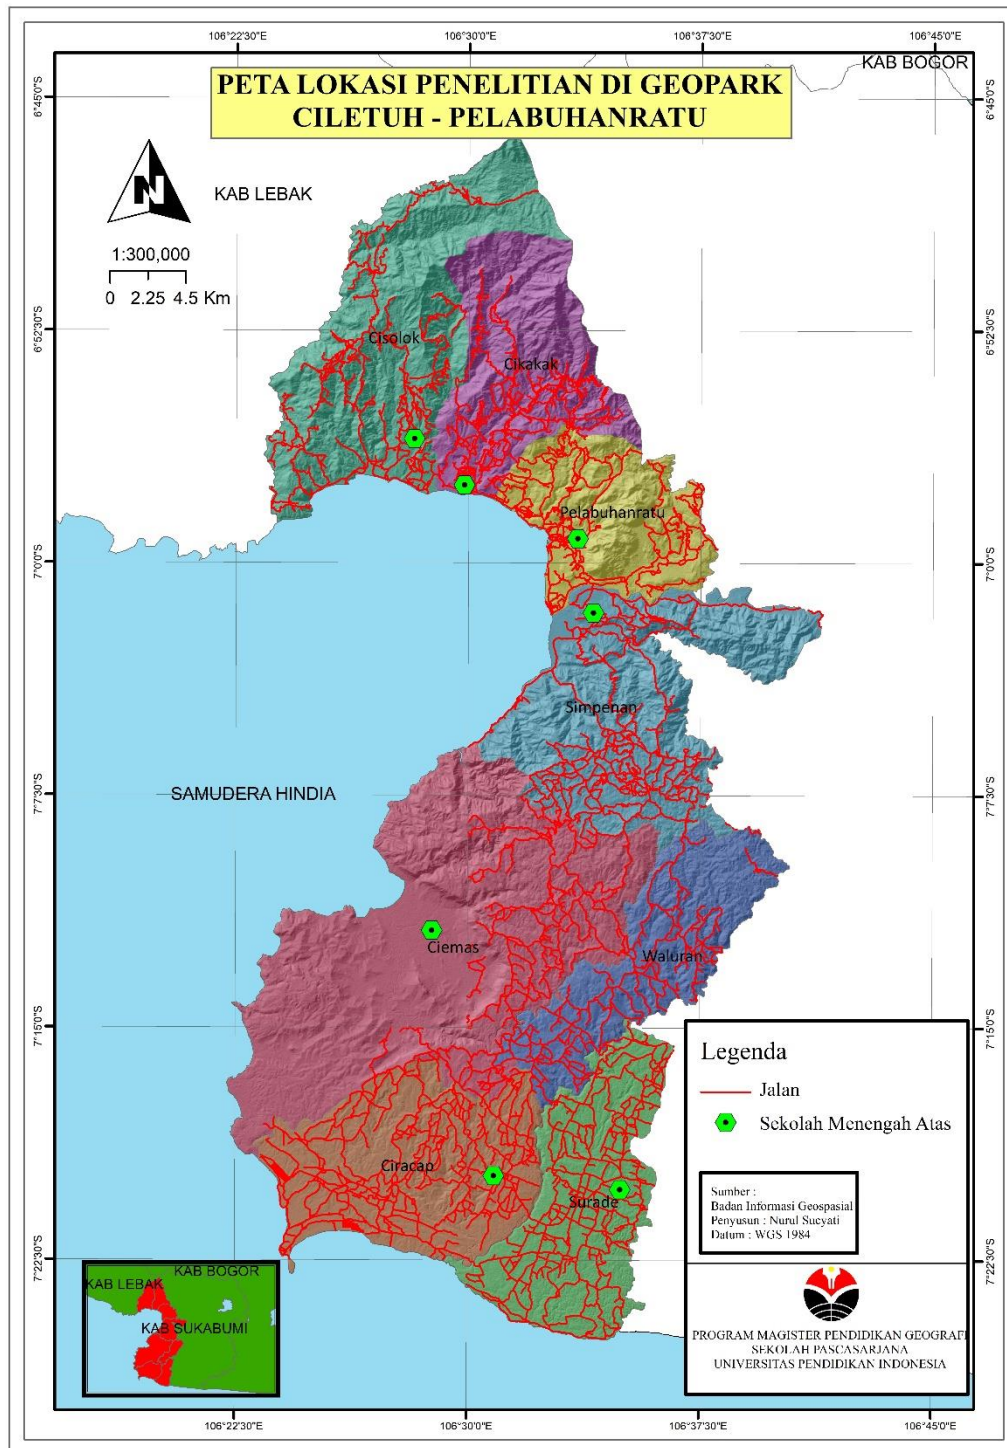 106°22'30"E
106°30'0"E
106°37'30"E
106°45'0"E
KAB BOGOR
PETA LOKASI PENELITIAN DI GEOPARK
CILETUH - PELABUHANRATU
6°45'0"S
6°45'0"S
N
KAB LEBAK
1:300,000
0 2.25 4.5 Km
6°52'30"S
6°52'30"S
Cisolok
Cikakak
Pelabuhanratu
7°0'0"S
7°0'0"S
Simpenan
SAMUDERA HINDIA
7°7'30"S
7°7'30"S
Ciemas
Waluran
7°15'0"S
7°15'0"S
Ciracap
Surade
7°22'30"S
7°22'30"S
Legenda
Jalan
Sekolah Menengah Atas
Sumber :
Badan Informasi Geospasial
Penyusun : Nurul Sucyati
Datum : WGS 1984
PROGRAM MAGISTER PENDIDIKAN GEOGRAFI
SEKOLAH PASCASARJANA
UNIVERSITAS PENDIDIKAN INDONESIA
KAB BOGOR
KAB LEBAK
KAB SUKABUMI
106°22'30"E
106°30'0"E
106°37'30"E
106°45'0"E